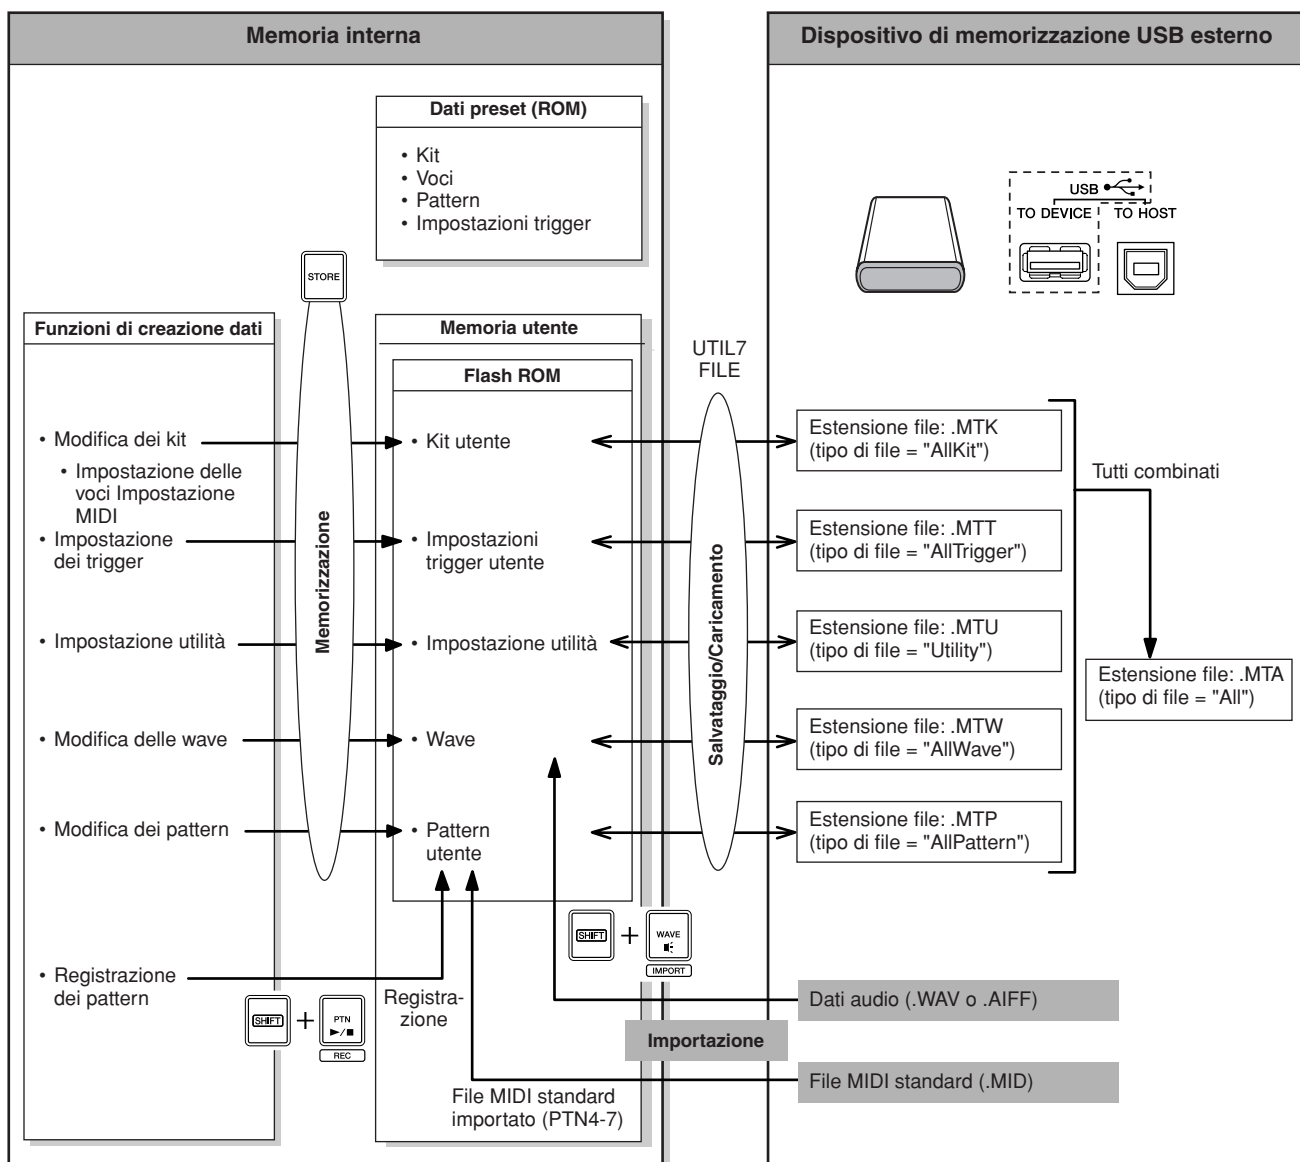 Memoria interna
Dispositivo di memorizzazione USB esterno
Dati preset (ROM)
• Kit
• Voci
• Pattern
• Impostazioni trigger
USB
TO DEVICE
TO HOST
STORE
Funzioni di creazione dati
Memoria utente
Flash ROM
UTIL7
FILE
Memorizzazione
Salvataggio/Caricamento
• Modifica dei kit
• Impostazione delle
voci Impostazione
MIDI
• Impostazione
dei trigger
• Impostazione utilità
• Modifica delle wave
• Modifica dei pattern
• Registrazione
dei pattern
• Kit utente
• Impostazioni
trigger utente
• Impostazione utilità
• Wave
• Pattern
utente
Estensione file: .MTK
(tipo di file = "AllKit")
Estensione file: .MTT
(tipo di file = "AllTrigger")
Estensione file: .MTU
(tipo di file = "Utility")
Estensione file: .MTW
(tipo di file = "AllWave")
Estensione file: .MTP
(tipo di file = "AllPattern")
Tutti combinati
Estensione file: .MTA
(tipo di file = "All")
SHIFT
+
WAVE
IMPORT
SHIFT
+
PTN
►/■
REC
Registra-
zione
Dati audio (.WAV o .AIFF)
Importazione
File MIDI standard (.MID)
File MIDI standard
importato (PTN4-7)